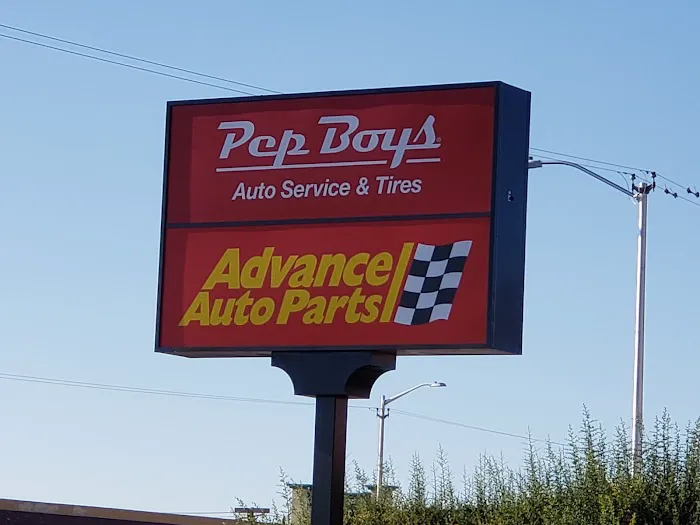 Pep Boys
Auto Service & Tires
Advance
Auto Parts